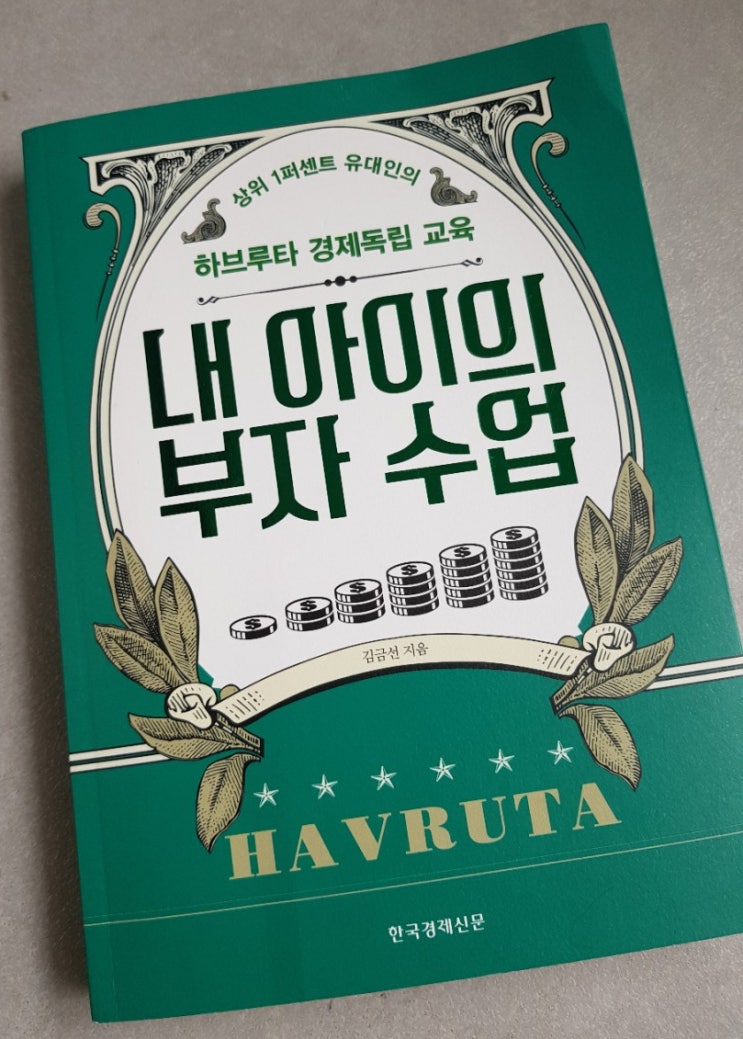 상위 1퍼센트 유대인의
하브루타 경제독립 교육
내 아이의
부자 수업
김금선 지음
HAVRUTA
한국경제신문